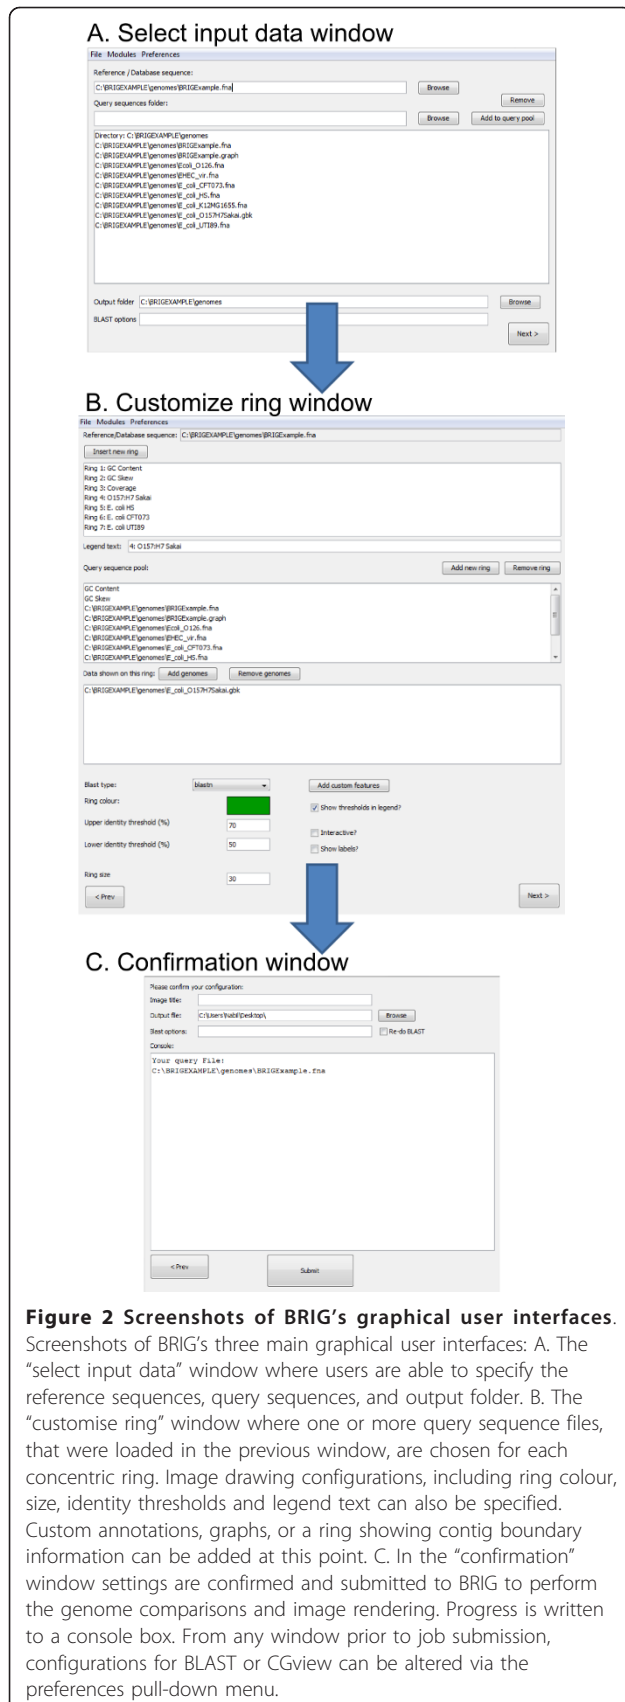 A. Select input data window
File Modules Preferences
Reference / Database sequence:
C:\BRIGEXAMPLE\genomes\BRIGExample.fna
Browse
Remove
Query sequences folder:
Browse
Add to query pool
Directory: C:\BRIGEXAMPLE\genomes
C:\BRIGEXAMPLE\genomes\BRIGExample.fna
C:\BRIGEXAMPLE\genomes\BRIGExample.graph
C:\BRIGEXAMPLE\genomes\Ecoli_O126.fna
C:\BRIGEXAMPLE\genomes\EHEC_vir.fna
C:\BRIGEXAMPLE\genomes\E_coli_CFT073.fna
C:\BRIGEXAMPLE\genomes\E_coli_HS.fna
C:\BRIGEXAMPLE\genomes\E_coli_K12MG1655.fna
C:\BRIGEXAMPLE\genomes\E_coli_O157H7Sakai.gbk
C:\BRIGEXAMPLE\genomes\E_coli_UTI89.fna
Output folder C:\BRIGEXAMPLE\genomes Browse
BLAST options
Next >
B. Customize ring window
File Modules Preferences
Reference/Database sequence: C:\BRIGEXAMPLE\genomes\BRIGExample.fna
Insert new ring
Ring 1: GC Content
Ring 2: GC Skew
Ring 3: Coverage
Ring 4: O157:H7 Sakai
Ring 5: E. coli HS
Ring 6: E. coli CFT073
Ring 7: E. coli UTI89
Legend text: 4: O157:H7 Sakai
Query sequence pool: Add new ring Remove ring
GC Content
GC Skew
C:\BRIGEXAMPLE\genomes\BRIGExample.fna
C:\BRIGEXAMPLE\genomes\BRIGExample.graph
C:\BRIGEXAMPLE\genomes\Ecoli_O126.fna
C:\BRIGEXAMPLE\genomes\EHEC_vir.fna
C:\BRIGEXAMPLE\genomes\E_coli_CFT073.fna
C:\BRIGEXAMPLE\genomes\E_coli_HS.fna
Data shown on this ring: Add genomes Remove genomes
C:\BRIGEXAMPLE\genomes\E_coli_O157H7Sakai.gbk
Blast type: blastn Add custom features
Ring colour: Show thresholds in legend?
Upper identity threshold (%) 70 Interactive?
Lower identity threshold (%) 50 Show labels?
Ring size 30
< Prev Next >
C. Confirmation window
Please confirm your configuration:
Image title:
Output file: C:\Users\Nabil\Desktop\ Browse
Blast options: Re-do BLAST
Console:
Your query File:
C:\BRIGEXAMPLE\genomes\BRIGExample.fna
< Prev Submit
Figure 2 Screenshots of BRIG's graphical user interfaces.
Screenshots of BRIG's three main graphical user interfaces: A. The
"select input data" window where users are able to specify the
reference sequences, query sequences, and output folder. B. The
"customise ring" window where one or more query sequence files,
that were loaded in the previous window, are chosen for each
concentric ring. Image drawing configurations, including ring colour,
size, identity thresholds and legend text can also be specified.
Custom annotations, graphs, or a ring showing contig boundary
information can be added at this point. C. In the "confirmation"
window settings are confirmed and submitted to BRIG to perform
the genome comparisons and image rendering. Progress is written
to a console box. From any window prior to job submission,
configurations for BLAST or CGview can be altered via the
preferences pull-down menu.